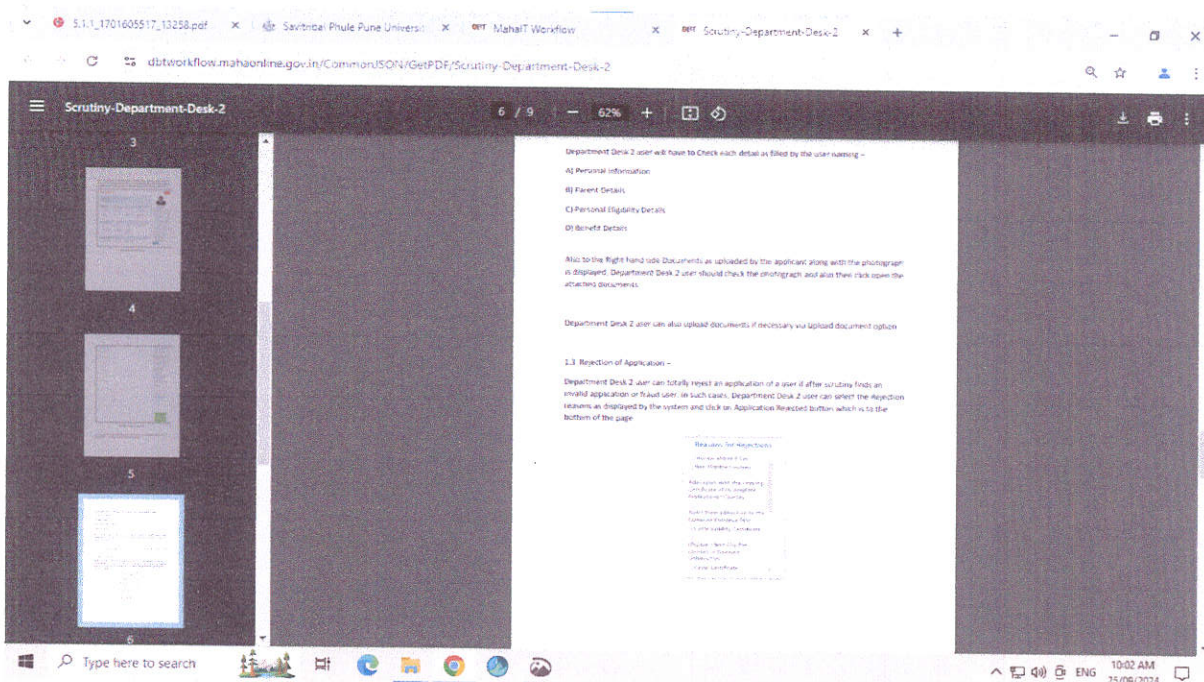 5.1.1_1701605517_13258.pdf
Savitribai Phule Pune Universi
MahaIT Workflow
Scrutiny-Department-Desk-2
dbtworkflow.mahaonline.gov.in/CommonJSON/GetPDF/Scrutiny-Department-Desk-2
Scrutiny-Department-Desk-2
6 / 9
62%
3
4
5
6
Department Desk 2 user will have to Check each detail as filled by the user naming –
A) Personal Information
B) Parent Details
C) Personal Eligibility Details
D) Benefit Details
Also to the Right hand side Documents as uploaded by the applicant along with the photograph
is displayed. Department Desk 2 user should check the photograph and also then click open the
attached documents
Department Desk 2 user can also upload documents if necessary via Upload document option
1.3 Rejection of Application –
Department Desk 2 user can totally reject an application of a user if after scrutiny finds an
invalid application or fraud user. In such cases, Department Desk 2 user can select the Rejection
reasons as displayed by the system and click on Application Rejected button which is to the
bottom of the page
Reasons for Rejections
Type here to search
ENG
10:02 AM
25/09/2024